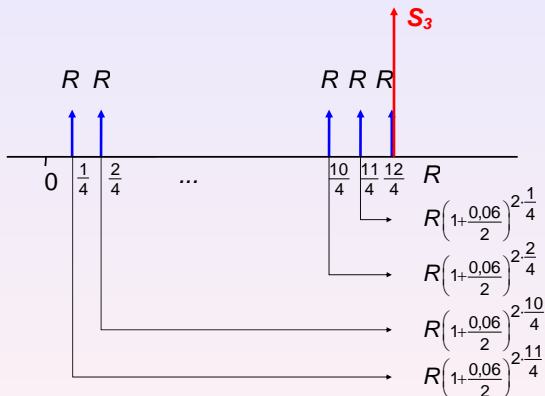 S₃
R R R R R
0 1/4 2/4 ... 10/4 11/4 12/4 R
R(1+0,06/2)^2·1/4
R(1+0,06/2)^2·2/4
R(1+0,06/2)^2·10/4
R(1+0,06/2)^2·11/4